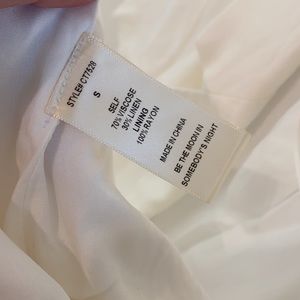 STYLE# CT7528
S
SELF
70% VISCOSE
30% LINEN
LINING
100% RAYON
MADE IN CHINA
BE THE MOON IN
SOMEBODY'S NIGHT